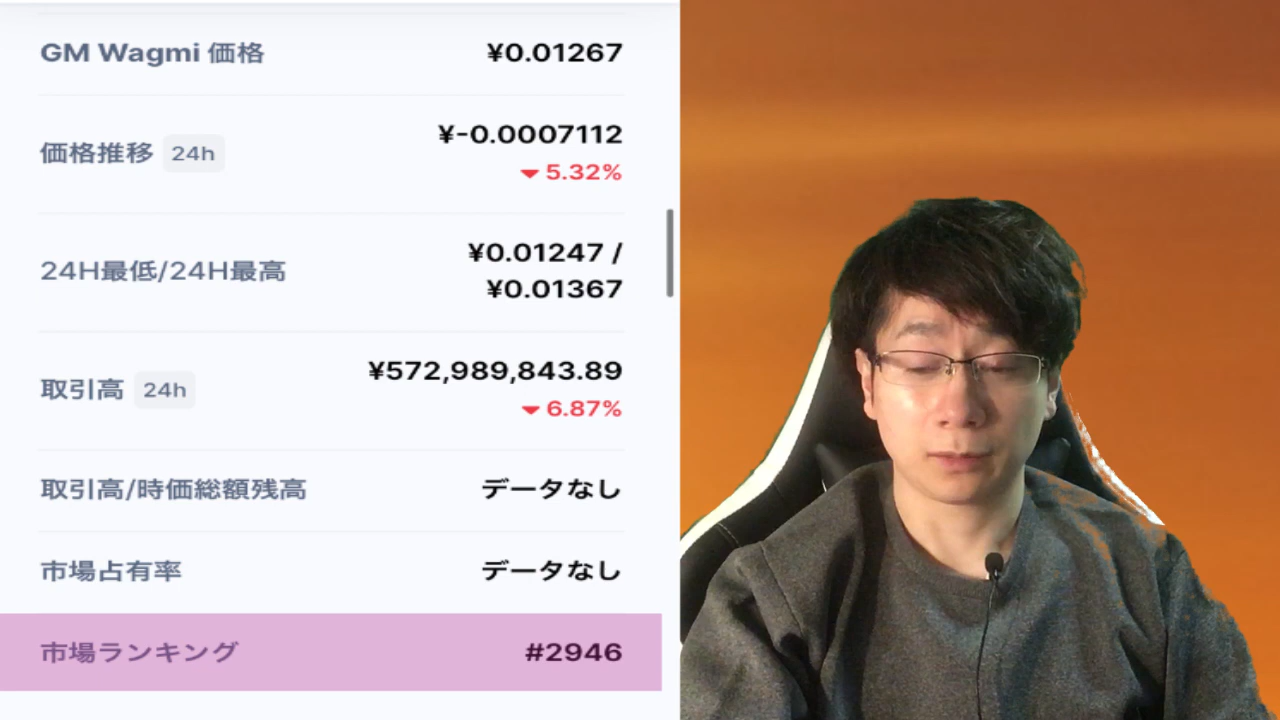 GM Wagmi 価格 ¥0.01267
価格推移 24h ¥-0.0007112
5.32%
24H最低/24H最高 ¥0.01247 /
¥0.01367
取引高 24h ¥572,989,843.89
6.87%
取引高/時価総額残高 データなし
市場占有率 データなし
市場ランキング #2946